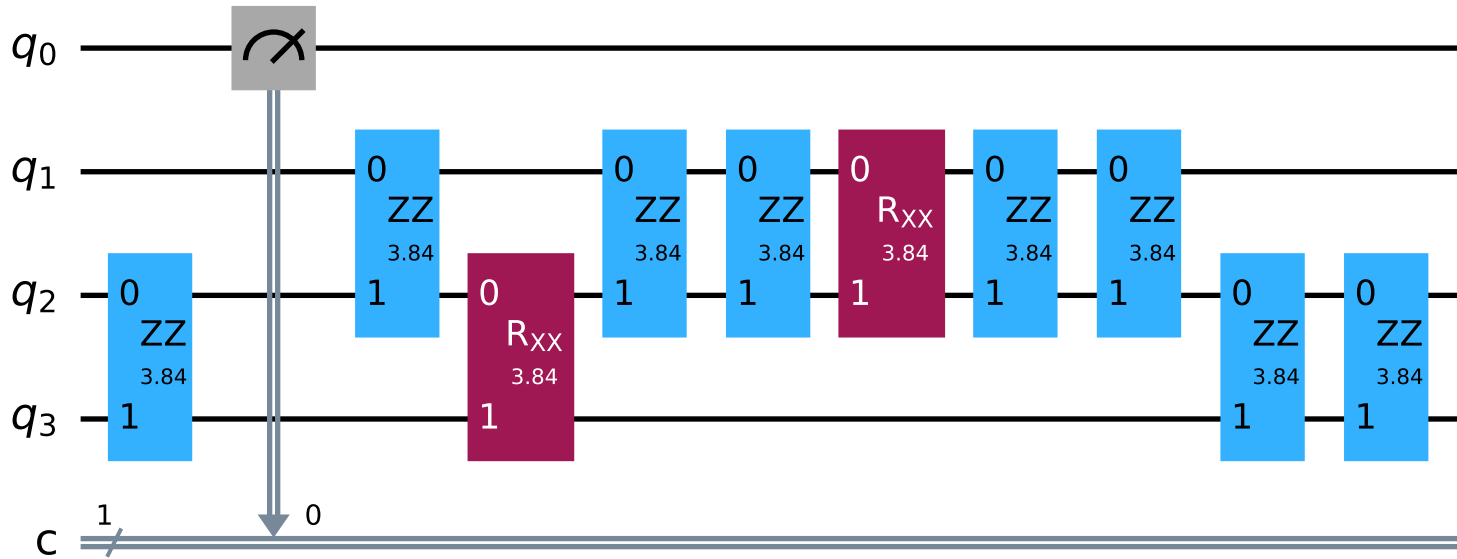 q0
q1 0 0 0 0 0 0
ZZ ZZ ZZ RXX ZZ ZZ
3.84 3.84 3.84 3.84 3.84 3.84
q2 0 1 0 1 1 1 1 1 0 0
ZZ RXX ZZ ZZ
3.84 3.84 3.84 3.84
q3 1 1 1 1
1 0
c